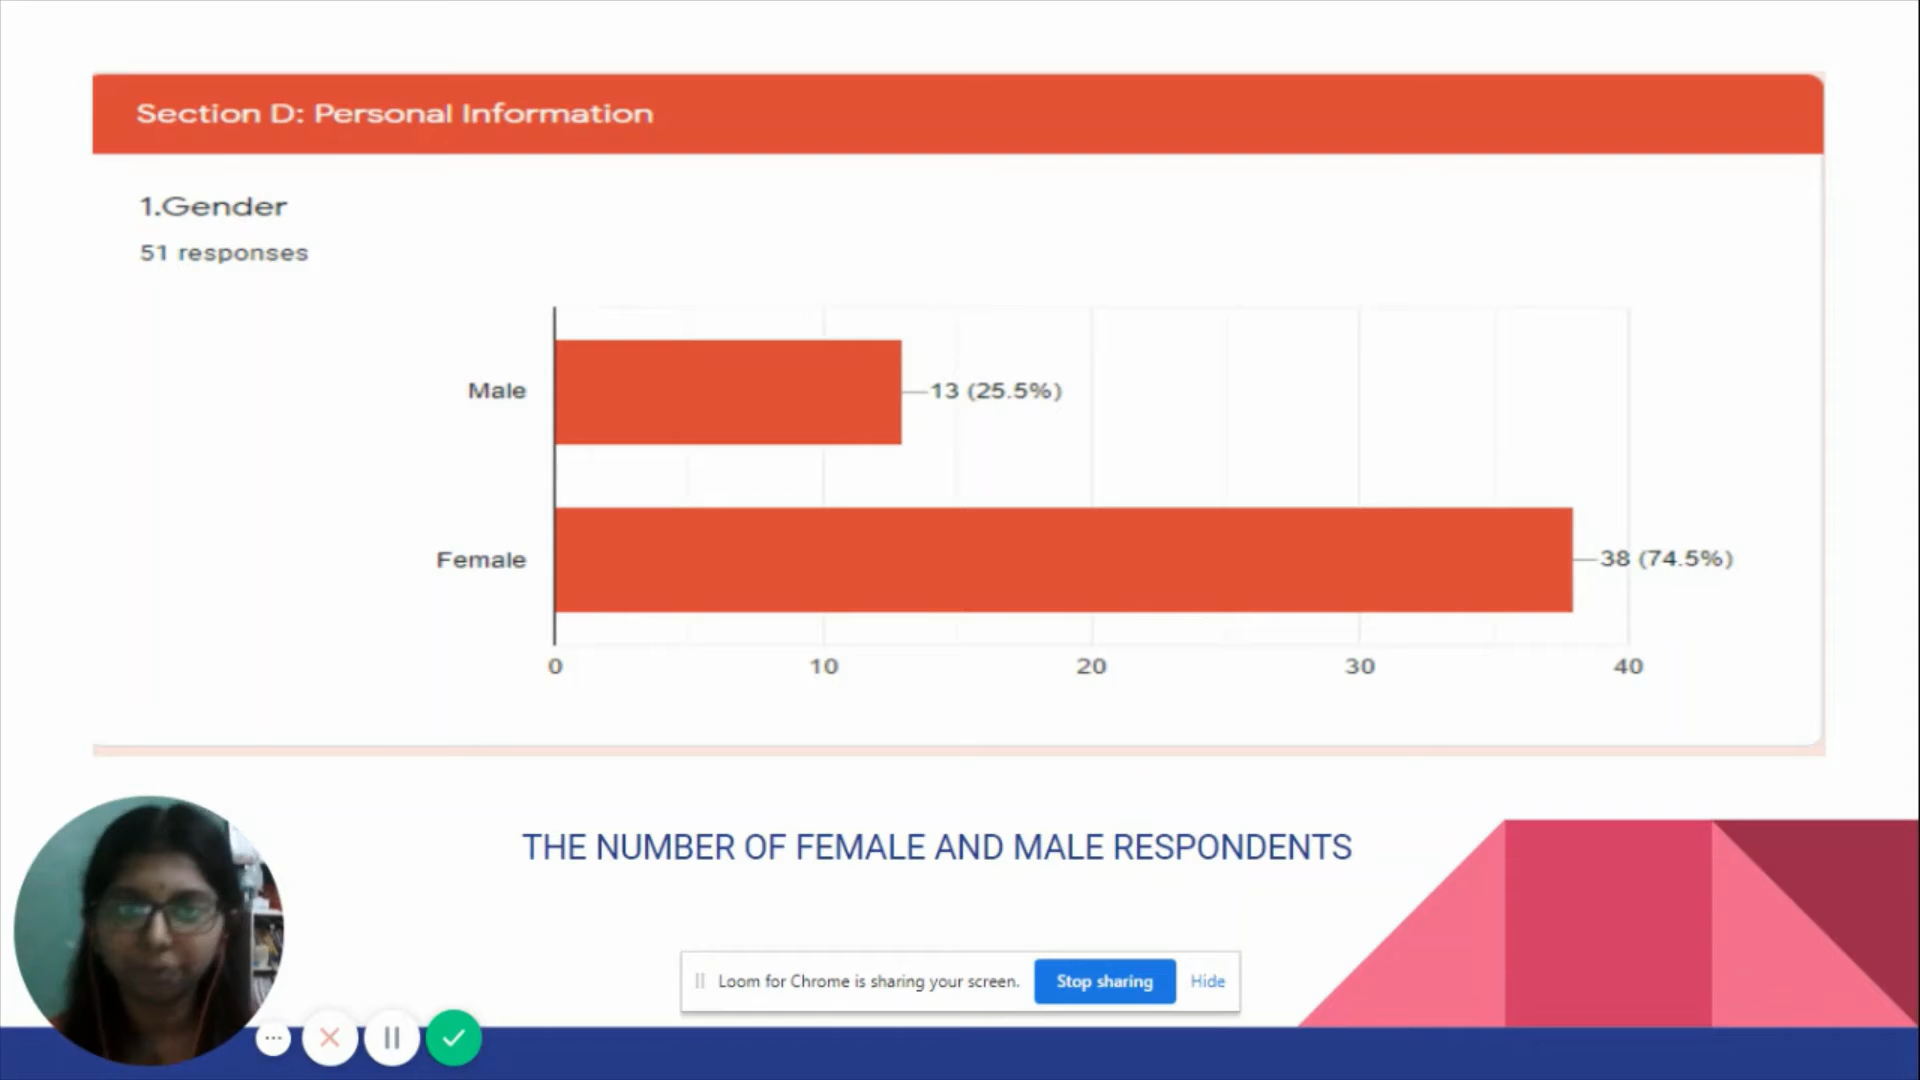 Section D: Personal Information
1.Gender
51 responses
Male
13 (25.5%)
Female
38 (74.5%)
0 10 20 30 40
THE NUMBER OF FEMALE AND MALE RESPONDENTS
Loom for Chrome is sharing your screen. Stop sharing Hide